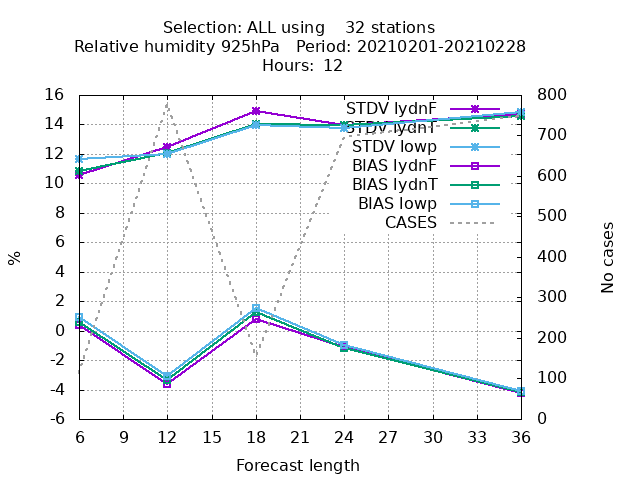 Selection: ALL using    32 stations
Relative humidity 925hPa   Period: 20210201-20210228
Hours:  12
STDV lydnF
STDV lydnT
STDV lowp
BIAS lydnF
BIAS lydnT
BIAS lowp
CASES
16
14
12
10
8
6
4
2
0
-2
-4
-6
%
800
700
600
500
400
300
200
100
0
No cases
6 9 12 15 18 21 24 27 30 33 36
Forecast length